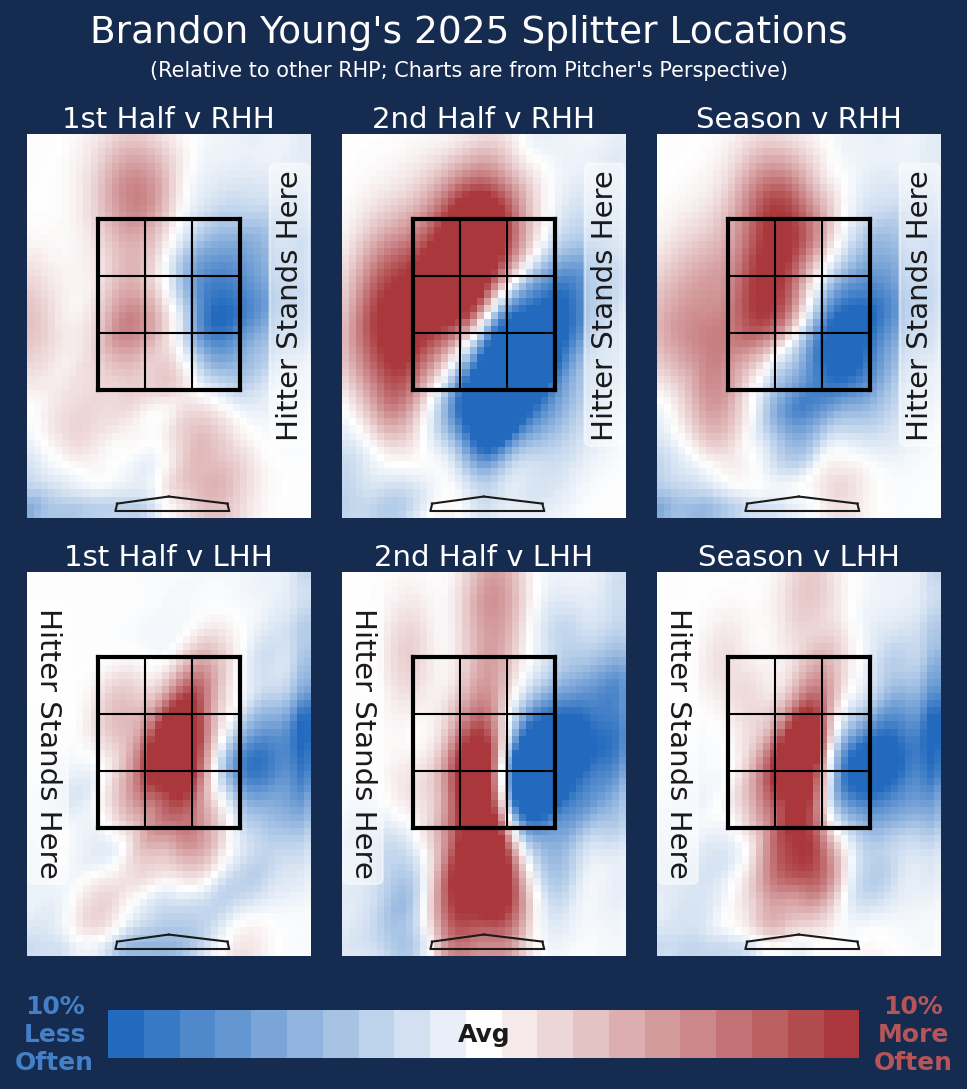 Brandon Young's 2025 Splitter Locations
(Relative to other RHP; Charts are from Pitcher's Perspective)
1st Half v RHH
2nd Half v RHH
Season v RHH
Hitter Stands Here
Hitter Stands Here
Hitter Stands Here
1st Half v LHH
2nd Half v LHH
Season v LHH
Hitter Stands Here
Hitter Stands Here
Hitter Stands Here
10%
Less
Often
Avg
10%
More
Often